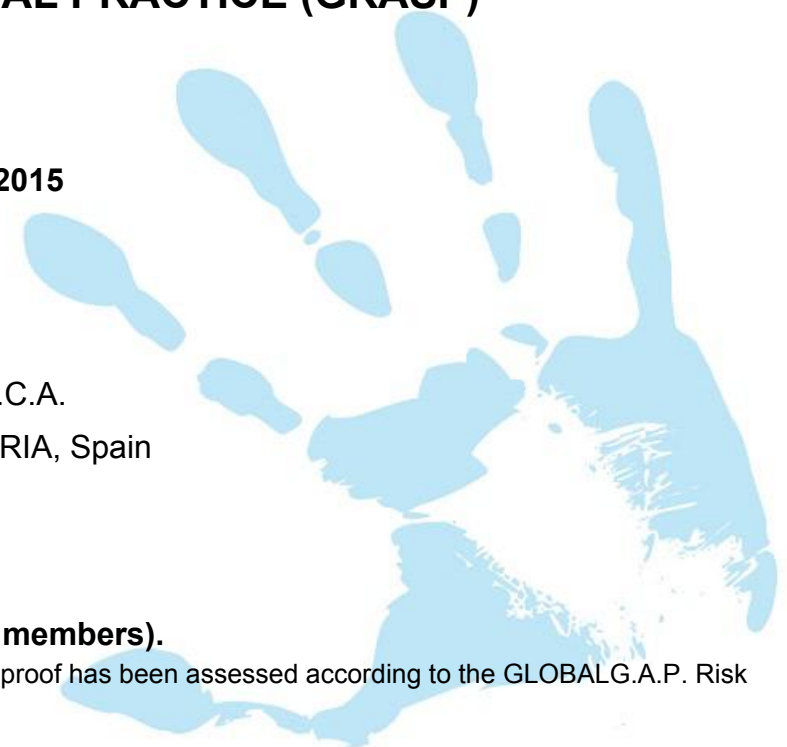 AL PRACTICE (GRASP)
2015
.C.A.
RIA, Spain
members).
proof has been assessed according to the GLOBALG.A.P. Risk